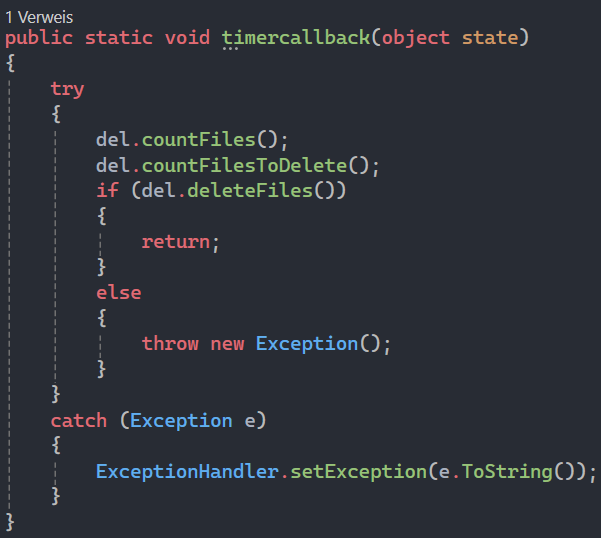 1 Verweis
public static void timercallback(object state)
{
    try
    {
        del.countFiles();
        del.countFilesToDelete();
        if (del.deleteFiles())
        {
            return;
        }
        else
        {
            throw new Exception();
        }
    }
    catch (Exception e)
    {
        ExceptionHandler.setException(e.ToString());
    }
}